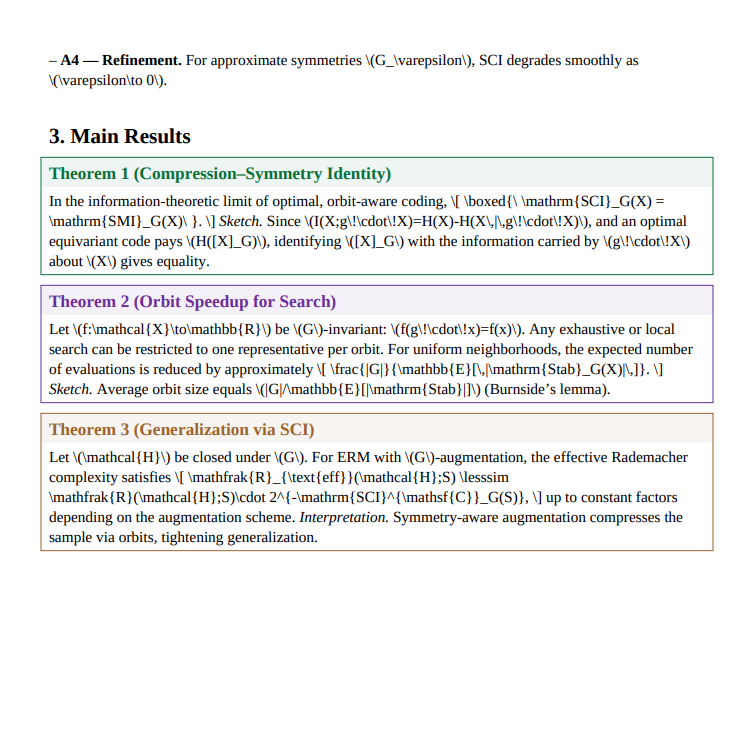 – A4 — Refinement. For approximate symmetries \(G_\varepsilon\), SCI degrades smoothly as
\(\varepsilon\to 0\).
3. Main Results
Theorem 1 (Compression–Symmetry Identity)
In the information-theoretic limit of optimal, orbit-aware coding, \[ \boxed{\ \mathrm{SCI}_G(X) =
\mathrm{SMI}_G(X)\ }. \] Sketch. Since \(I(X;g\!\cdot\!X)=H(X)-H(X\,|\,g\!\cdot\!X)\), and an optimal
equivariant code pays \(H([X]_G)\), identifying \([X]_G\) with the information carried by \(g\!\cdot\!X\)
about \(X\) gives equality.
Theorem 2 (Orbit Speedup for Search)
Let \(f:\mathcal{X}\to\mathbb{R}\) be \(G\)-invariant: \(f(g\!\cdot\!x)=f(x)\). Any exhaustive or local
search can be restricted to one representative per orbit. For uniform neighborhoods, the expected number
of evaluations is reduced by approximately \[ \frac{|G|}{\mathbb{E}[\,|\mathrm{Stab}_G(X)|\,]}. \]
Sketch. Average orbit size equals \(|G|/\mathbb{E}[|\mathrm{Stab}|]\) (Burnside’s lemma).
Theorem 3 (Generalization via SCI)
Let \(\mathcal{H}\) be closed under \(G\). For ERM with \(G\)-augmentation, the effective Rademacher
complexity satisfies \[ \mathfrak{R}_{\text{eff}}(\mathcal{H};S) \lesssim
\mathfrak{R}(\mathcal{H};S)\cdot 2^{-\mathrm{SCI}^{\mathsf{C}}_G(S)}, \] up to constant factors
depending on the augmentation scheme. Interpretation. Symmetry-aware augmentation compresses the
sample via orbits, tightening generalization.